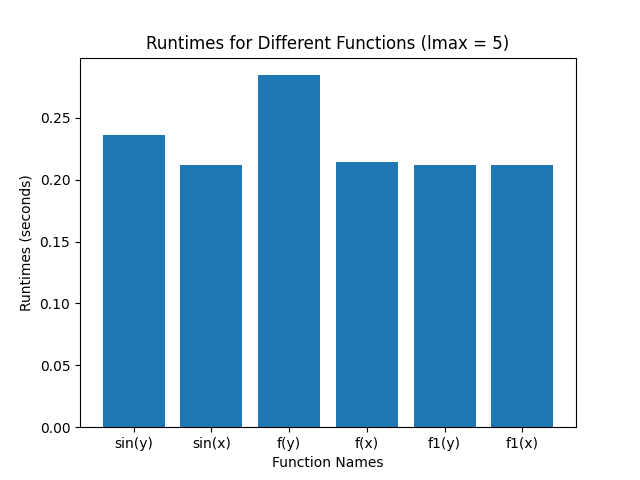 Runtimes for Different Functions (lmax = 5)
Runtimes (seconds)
0.25
0.20
0.15
0.10
0.05
0.00
sin(y) sin(x) f(y) f(x) f1(y) f1(x)
Function Names